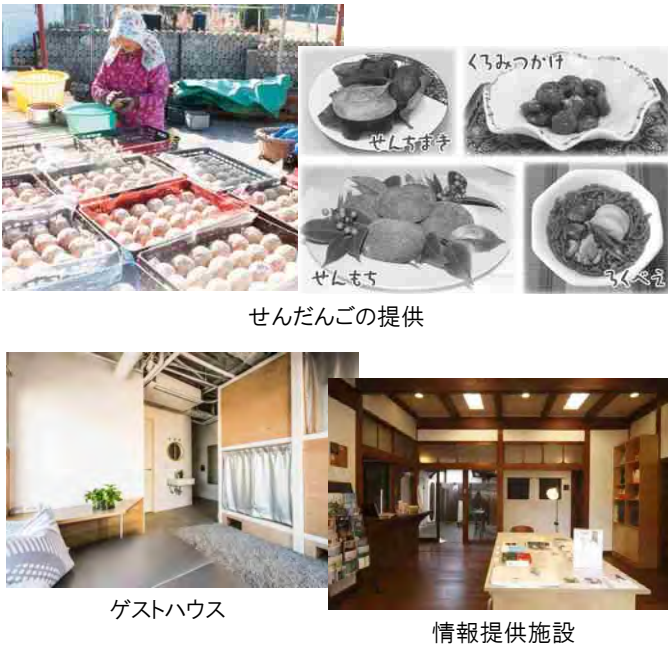 せんちまき
くろみつかけ
せんもち
ろくべえ
せんだんごの提供
ゲストハウス
情報提供施設